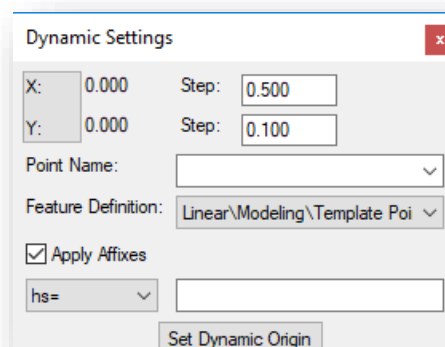 Dynamic Settings x
X: 0.000 Step: 0.500
Y: 0.000 Step: 0.100
Point Name:
Feature Definition: Linear\Modeling\Template Poi
Apply Affixes
hs=
Set Dynamic Origin